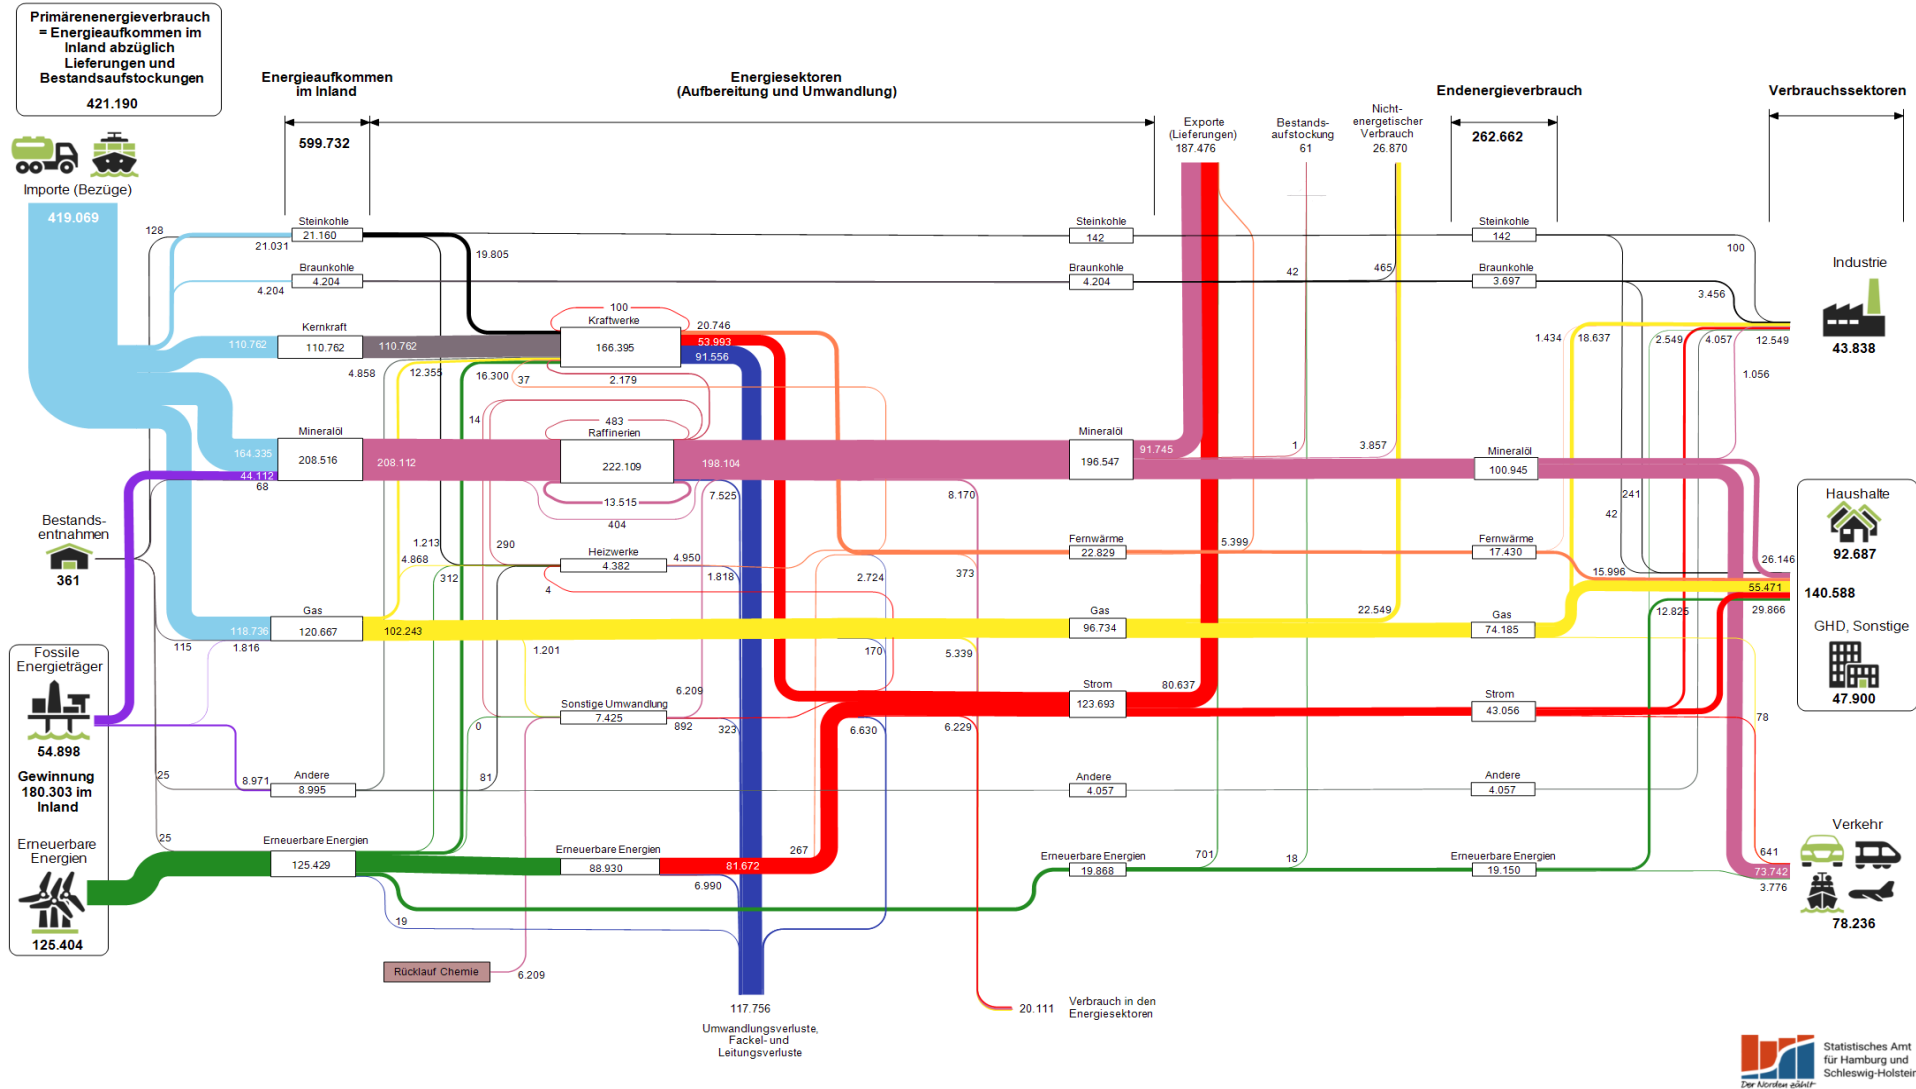 Primärenenergieverbrauch
= Energieaufkommen im
Inland abzüglich
Lieferungen und
Bestandsaufstockungen
421.190
Energieaufkommen
im Inland
599.732
Energiesektoren
(Aufbereitung und Umwandlung)
Endenergieverbrauch
262.662
Verbrauchssektoren
Exporte
(Lieferungen)
187.476
Bestands-
aufstockung
61
Nicht-
energetischer
Verbrauch
26.870
Importe (Bezüge)
419.069
128
21.031
4.204
110.762
164.335
44.112
68
118.736
115
1.816
Bestands-
entnahmen
361
Fossile
Energieträger
54.898
Gewinnung
180.303 im
Inland
Erneuerbare
Energien
125.404
25
8.971
25
Steinkohle
21.160
Braunkohle
4.204
Kernkraft
110.762
Mineralöl
208.516
Gas
120.667
Andere
8.995
Erneuerbare Energien
125.429
19.805
110.762
4.858
12.355
16.300
37
208.112
14
1.213
4.868
312
290
102.243
1.201
0
81
19
Rücklauf Chemie
6.209
100
Kraftwerke
166.395
2.179
483
Raffinerien
222.109
13.515
404
Heizwerke
4.382
4
Sonstige Umwandlung
7.425
Erneuerbare Energien
88.930
20.746
53.993
91.556
198.104
7.525
4.950
1.818
6.209
892
323
81.672
6.990
267
2.724
170
6.630
8.170
373
5.339
6.229
117.756
Umwandlungsverluste,
Fackel- und
Leitungsverluste
20.111
Verbrauch in den
Energiesektoren
Steinkohle
142
Braunkohle
4.204
Mineralöl
196.547
Fernwärme
22.829
Gas
96.734
Strom
123.693
Andere
4.057
Erneuerbare Energien
19.868
42
465
91.745
1
3.857
5.399
22.549
80.637
701
18
Steinkohle
142
Braunkohle
3.697
Mineralöl
100.945
Fernwärme
17.430
Gas
74.185
Strom
43.056
Andere
4.057
Erneuerbare Energien
19.150
100
3.456
1.434
18.637
2.549
4.057
12.549
1.056
241
42
26.146
15.996
55.471
12.825
29.866
78
641
73.742
3.776
Industrie
43.838
Haushalte
92.687
140.588
GHD, Sonstige
47.900
Verkehr
78.236
Der Norden zählt
Statistisches Amt
für Hamburg und
Schleswig-Holstein